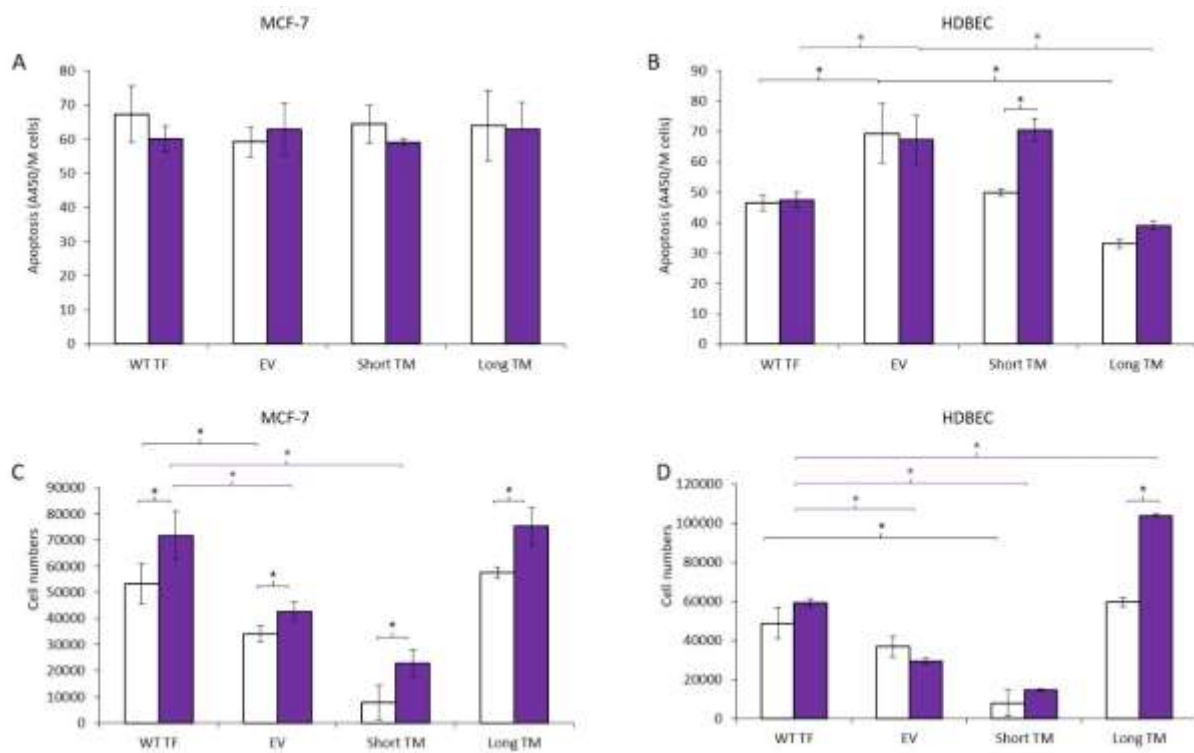 MCF-7
A
Apoptosis (A450/M cells)
80
70
60
50
40
30
20
10
0
WT TF
EV
Short TM
Long TM
HDBEC
B
Apoptosis (A450/M cells)
90
80
70
60
50
40
30
20
10
0
*
*
*
*
*
WT TF
EV
Short TM
Long TM
MCF-7
C
Cell numbers
90000
80000
70000
60000
50000
40000
30000
20000
10000
0
*
*
*
*
*
*
*
WT TF
EV
Short TM
Long TM
HDBEC
D
Cell numbers
120000
100000
80000
60000
40000
20000
0
*
*
*
*
*
WT TF
EV
Short TM
Long TM